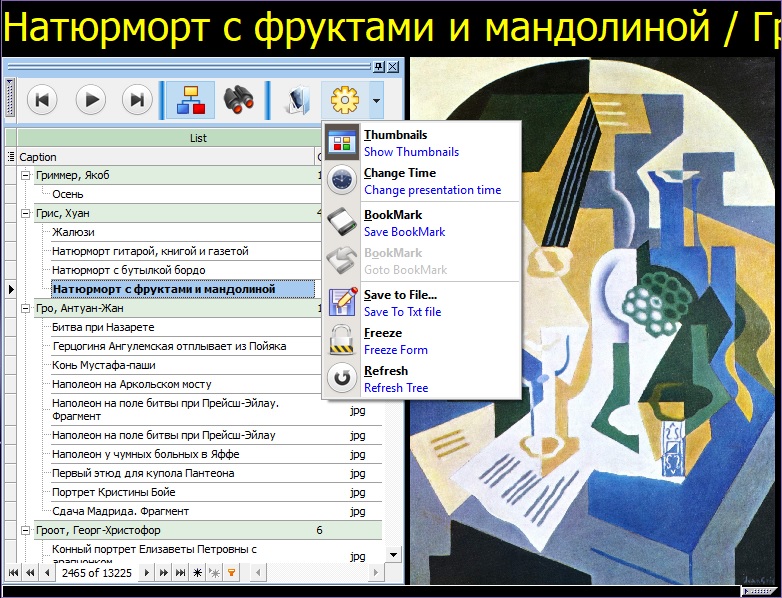 Натюрморт с фруктами и мандолиной / Гр
List
Caption
Гриммер, Якоб
1
Осень
Грис, Хуан
4
Жалюзи
Натюрморт гитарой, книгой и газетой
Натюрморт с бутылкой бордо
Натюрморт с фруктами и мандолиной
Гро, Антуан-Жан
1
Битва при Назарете
Герцогиня Ангулемская отплывает из Пойяка
Конь Мустафа-паши
Наполеон на Аркольском мосту
Наполеон на поле битвы при Прейсш-Эйлау.
Фрагмент
jpg
Наполеон на поле битвы при Прейсш-Эйлау
jpg
Наполеон у чумных больных в Яффе
jpg
Первый этюд для купола Пантеона
jpg
Портрет Кристины Бойе
jpg
Сдача Мадрида. Фрагмент
jpg
Гроот, Георг-Христофор
6
Конный портрет Елизаветы Петровны с
арапчонком
jpg
2465 of 13225
Thumbnails
Show Thumbnails
Change Time
Change presentation time
BookMark
Save BookMark
BookMark
Goto BookMark
Save to File...
Save To Txt file
Freeze
Freeze Form
Refresh
Refresh Tree